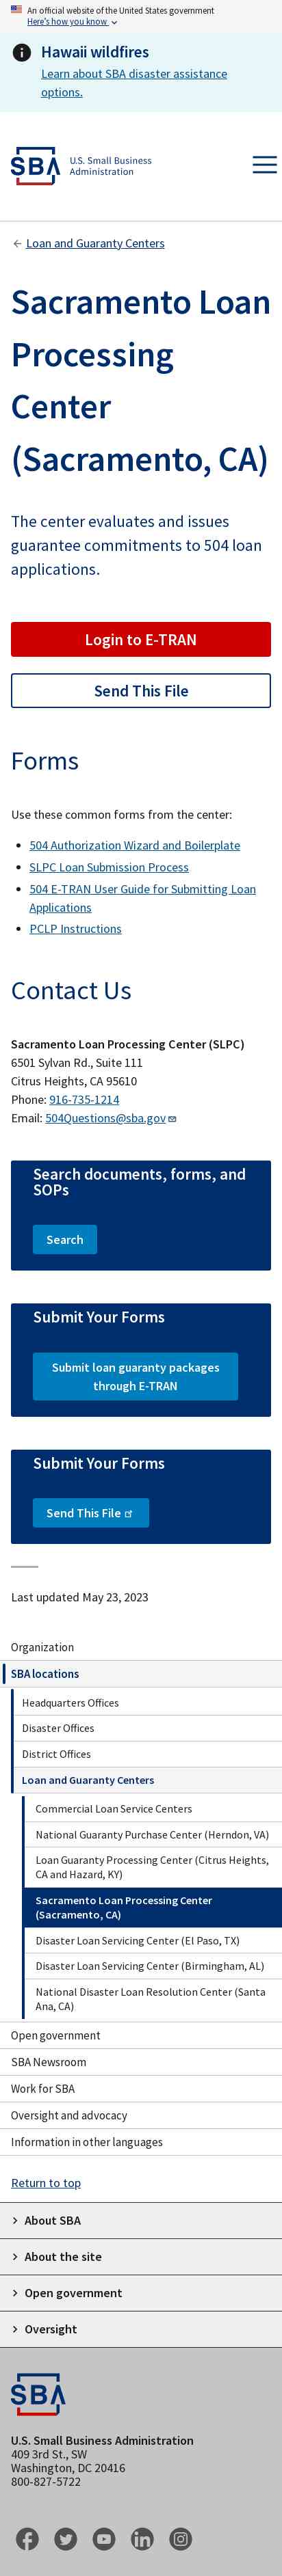 An official website of the United States government
Here's how you know
Hawaii wildfires
Learn about SBA disaster assistance
options.
SBA
U.S. Small Business
Administration
Loan and Guaranty Centers
Sacramento Loan
Processing
Center
(Sacramento, CA)
The center evaluates and issues
guarantee commitments to 504 loan
applications.
Login to E-TRAN
Send This File
Forms
Use these common forms from the center:
504 Authorization Wizard and Boilerplate
SLPC Loan Submission Process
504 E-TRAN User Guide for Submitting Loan
Applications
PCLP Instructions
Contact Us
Sacramento Loan Processing Center (SLPC)
6501 Sylvan Rd., Suite 111
Citrus Heights, CA 95610
Phone: 916-735-1214
Email: 504Questions@sba.gov
Search documents, forms, and
SOPs
Search
Submit Your Forms
Submit loan guaranty packages
through E-TRAN
Submit Your Forms
Send This File
Last updated May 23, 2023
Organization
SBA locations
Headquarters Offices
Disaster Offices
District Offices
Loan and Guaranty Centers
Commercial Loan Service Centers
National Guaranty Purchase Center (Herndon, VA)
Loan Guaranty Processing Center (Citrus Heights,
CA and Hazard, KY)
Sacramento Loan Processing Center
(Sacramento, CA)
Disaster Loan Servicing Center (El Paso, TX)
Disaster Loan Servicing Center (Birmingham, AL)
National Disaster Loan Resolution Center (Santa
Ana, CA)
Open government
SBA Newsroom
Work for SBA
Oversight and advocacy
Information in other languages
Return to top
About SBA
About the site
Open government
Oversight
SBA
U.S. Small Business Administration
409 3rd St., SW
Washington, DC 20416
800-827-5722